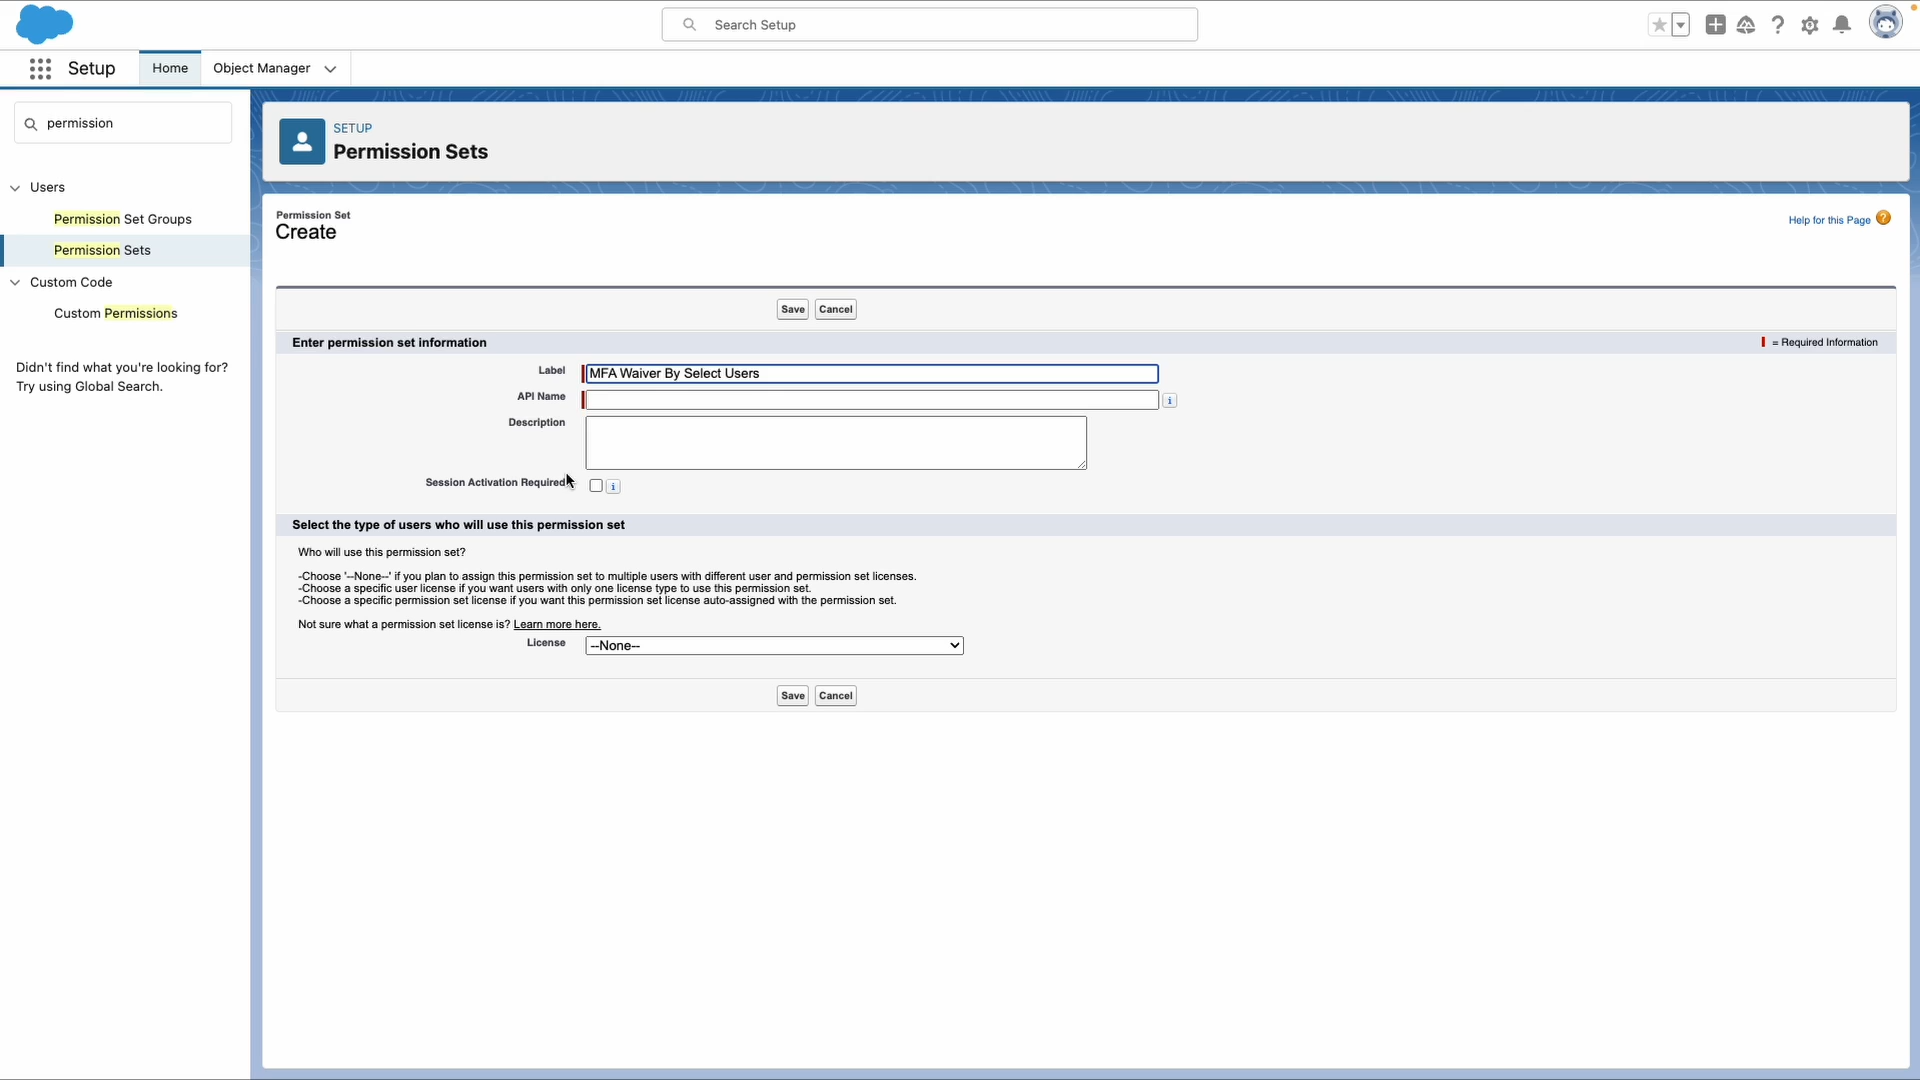 Search Setup
Setup
Home
Object Manager
permission
Users
Permission Set Groups
Permission Sets
Custom Code
Custom Permissions
Didn't find what you're looking for?
Try using Global Search.
SETUP
Permission Sets
Permission Set
Create
Help for this Page
Save
Cancel
Enter permission set information
= Required Information
Label
MFA Waiver By Select Users
API Name
Description
Session Activation Required
Select the type of users who will use this permission set
Who will use this permission set?
-Choose '--None--' if you plan to assign this permission set to multiple users with different user and permission set licenses.
-Choose a specific user license if you want users with only one license type to use this permission set.
-Choose a specific permission set license if you want this permission set license auto-assigned with the permission set.
Not sure what a permission set license is? Learn more here.
License
--None--
Save
Cancel